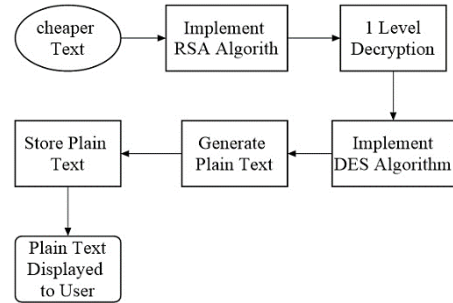 cheaper
Text
Implement
RSA Algorith
1 Level
Decryption
Store Plain
Text
Generate
Plain Text
Implement
DES Algorithm
Plain Text
Displayed
to User